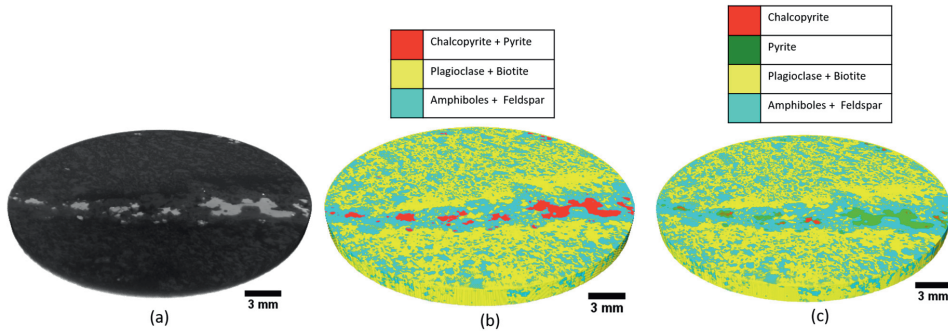 Chalcopyrite + Pyrite
Plagioclase + Biotite
Amphiboles + Feldspar
Chalcopyrite
Pyrite
Plagioclase + Biotite
Amphiboles + Feldspar
3 mm
3 mm
3 mm
(a)
(b)
(c)